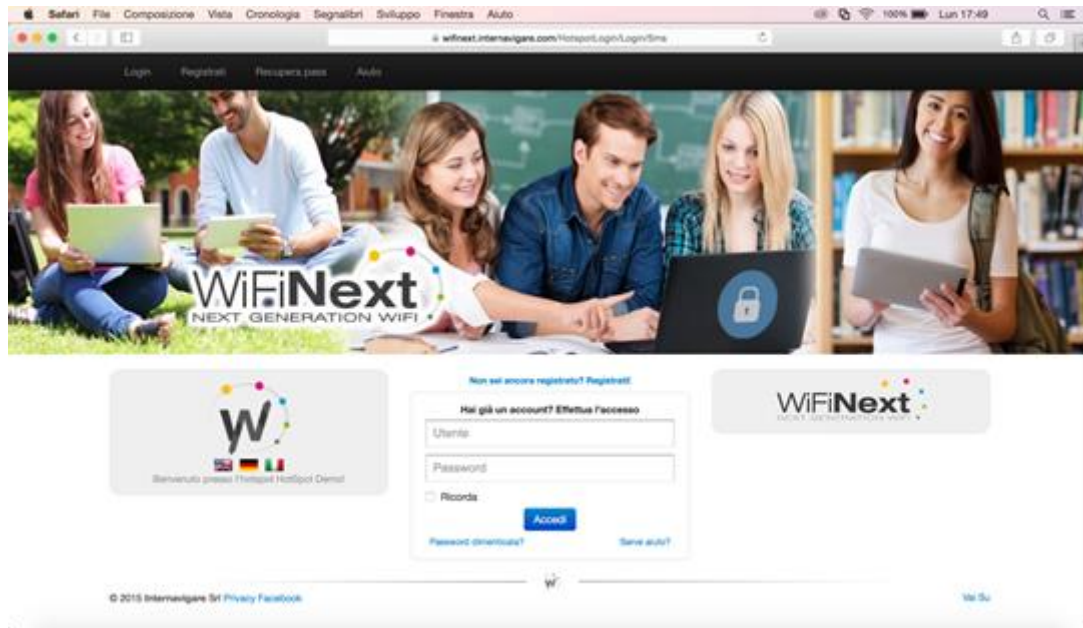 Safari File Composizione Vista Cronologia Segnalibri Sviluppo Finestra Aiuto 100% Lun 17:49
wifinext.internavigare.com/HotspotLogin/Login/Sms
Login Registrati Recupera pass Aiuto
WiFiNext
NEXT GENERATION WIFI
Non sei ancora registrato? Registrati!
Hai già un account? Effettua l'accesso
Utente
Password
Ricorda
Accedi
Password dimenticata? Serve aiuto?
W
Benvenuto presso l'hotspot HotSpot Demo!
WiFiNext
NEXT GENERATION WIFI
W
© 2015 Internavigare Srl Privacy Facebook Vai Su